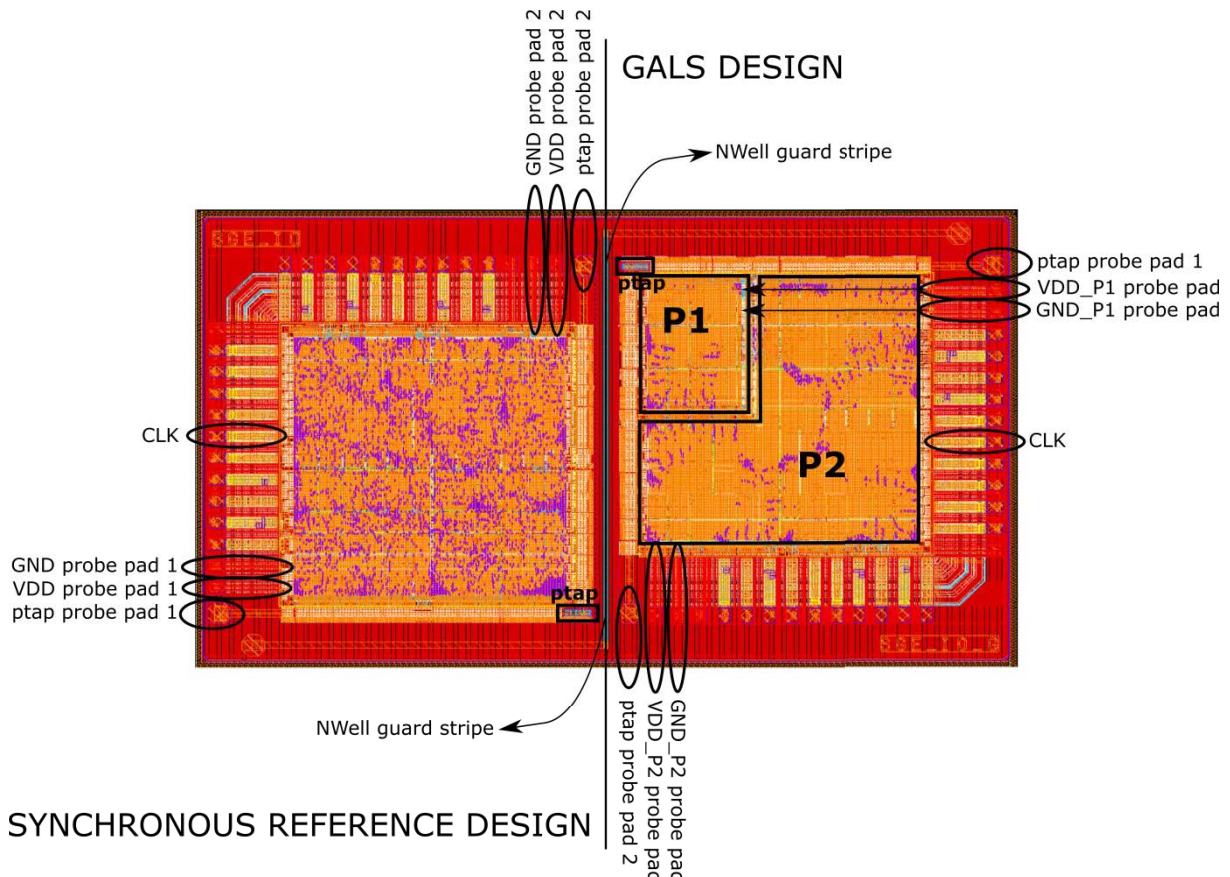 GND probe pad 2
VDD probe pad 2
ptap probe pad 2
GALS DESIGN
NWell guard stripe
SGE_ID
ptap
ptap probe pad 1
VDD_P1 probe pad
GND_P1 probe pad
P1
CLK
CLK
P2
GND probe pad 1
VDD probe pad 1
ptap probe pad 1
ptap
SGE_ID_G
NWell guard stripe
ptap probe pad 2
VDD_P2 probe pad
GND_P2 probe pad
SYNCHRONOUS REFERENCE DESIGN